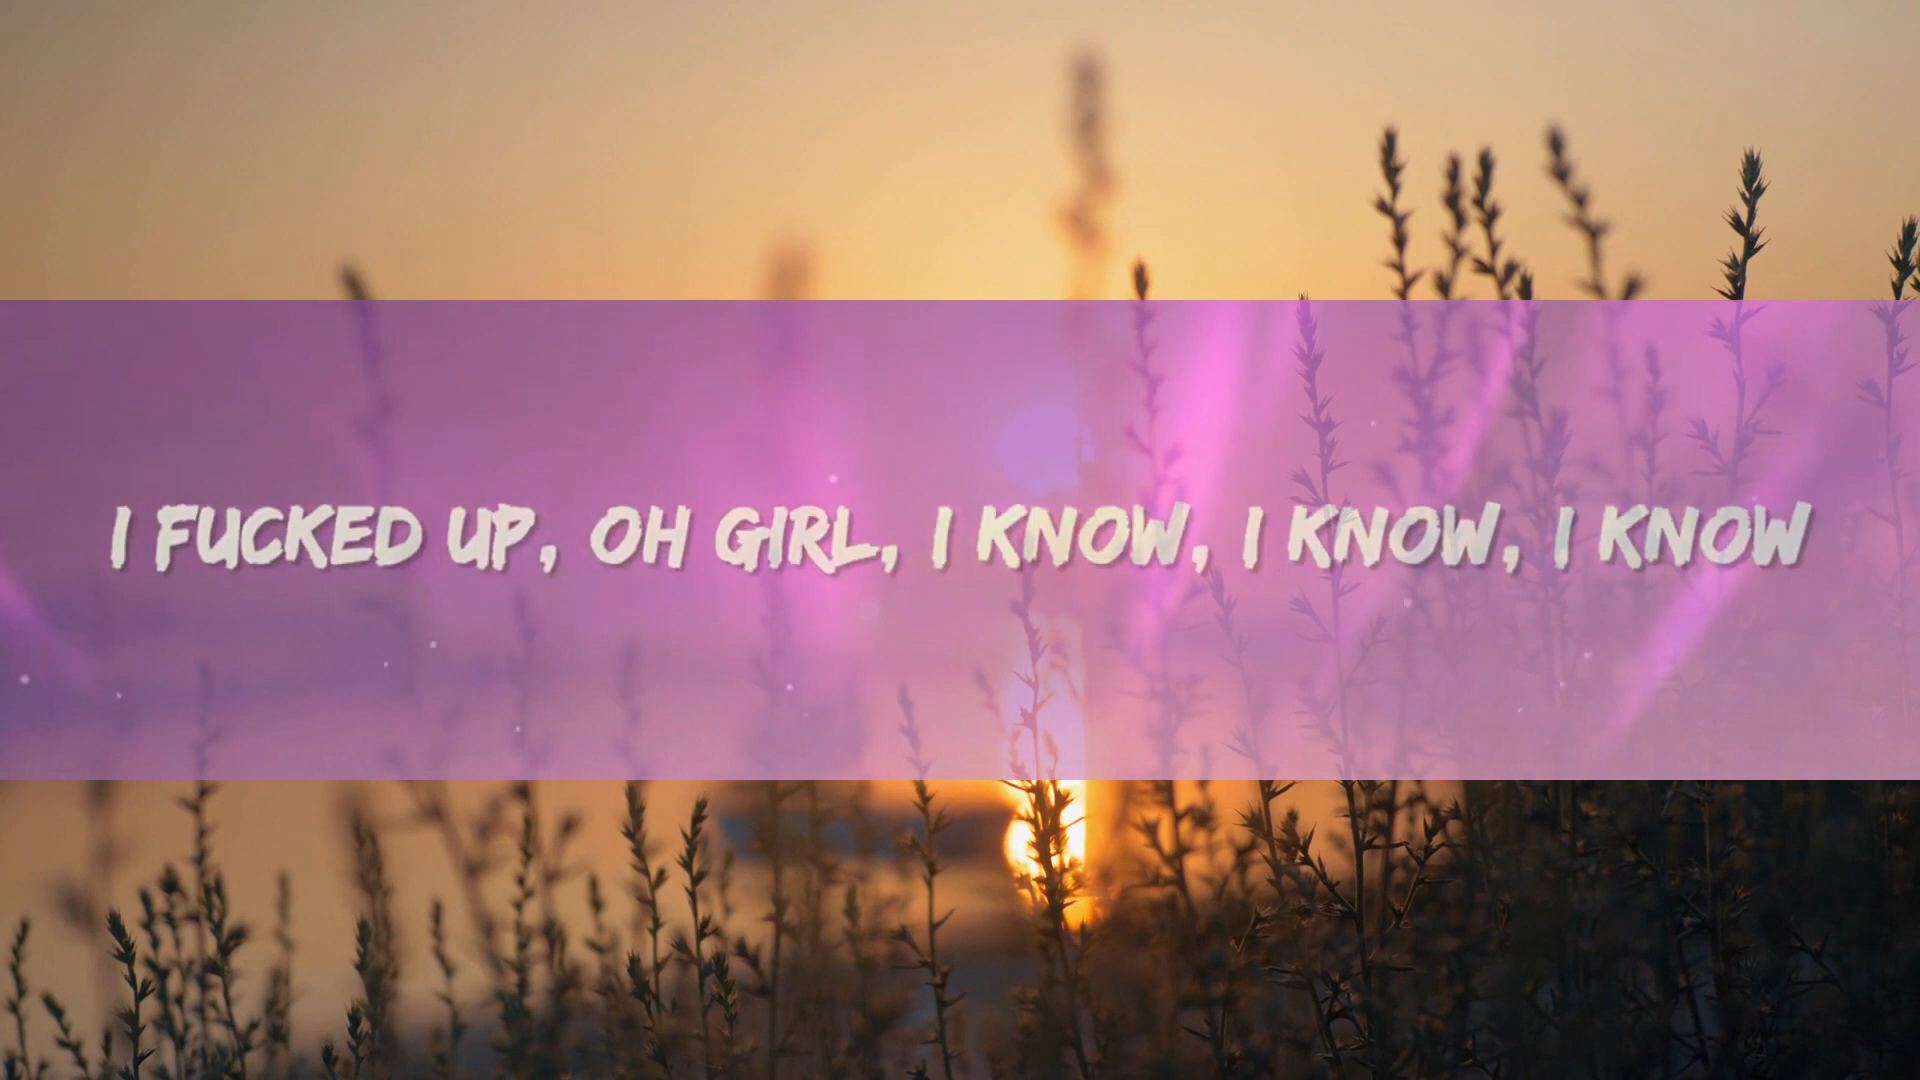 I FUCKED UP, OH GIRL, I KNOW, I KNOW, I KNOW